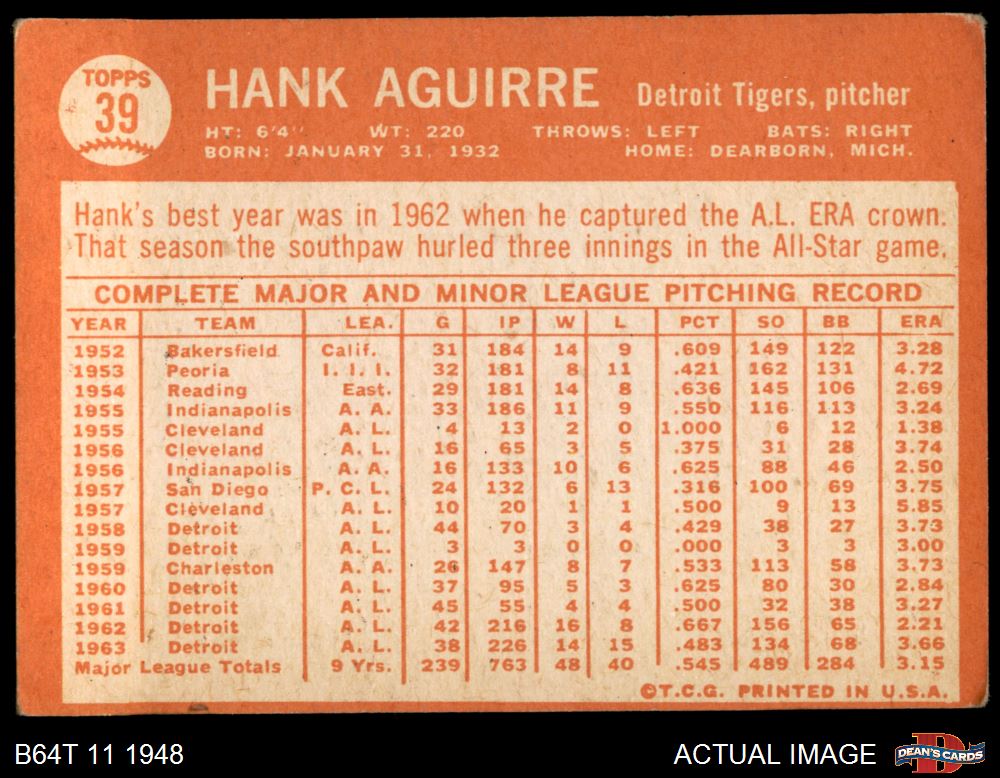 TOPPS
39
HANK AGUIRRE Detroit Tigers, pitcher
HT: 6'4" WT: 220 THROWS: LEFT BATS: RIGHT
BORN: JANUARY 31, 1932 HOME: DEARBORN, MICH.
Hank's best year was in 1962 when he captured the A.L. ERA crown.
That season the southpaw hurled three innings in the All-Star game.
COMPLETE MAJOR AND MINOR LEAGUE PITCHING RECORD
YEAR TEAM LEA. G IP W L PCT SO BB ERA
1952 Bakersfield Calif. 31 184 14 9 .609 149 122 3.28
1953 Peoria I. I. I. 32 181 8 11 .421 162 131 4.72
1954 Reading East. 29 181 14 8 .636 145 106 2.69
1955 Indianapolis A. A. 33 186 11 9 .550 116 113 3.24
1955 Cleveland A. L. 4 13 2 0 1.000 6 12 1.38
1956 Cleveland A. L. 16 65 3 5 .375 31 28 3.74
1956 Indianapolis A. A. 16 133 10 6 .625 88 46 2.50
1957 San Diego P. C. L. 24 132 6 13 .316 100 69 3.75
1957 Cleveland A. L. 10 20 1 1 .500 9 13 5.85
1958 Detroit A. L. 44 70 3 4 .429 38 27 3.73
1959 Detroit A. L. 3 3 0 0 .000 3 3 3.00
1959 Charleston A. A. 26 147 8 7 .533 113 58 3.73
1960 Detroit A. L. 37 95 5 3 .625 80 30 2.84
1961 Detroit A. L. 45 55 4 4 .500 32 38 3.27
1962 Detroit A. L. 42 216 16 8 .667 156 65 2.21
1963 Detroit A. L. 38 226 14 15 .483 134 68 3.66
Major League Totals 9 Yrs. 239 763 48 40 .545 489 284 3.15
©T.C.G. PRINTED IN U.S.A.
B64T 11 1948 ACTUAL IMAGE DEAN'S CARDS